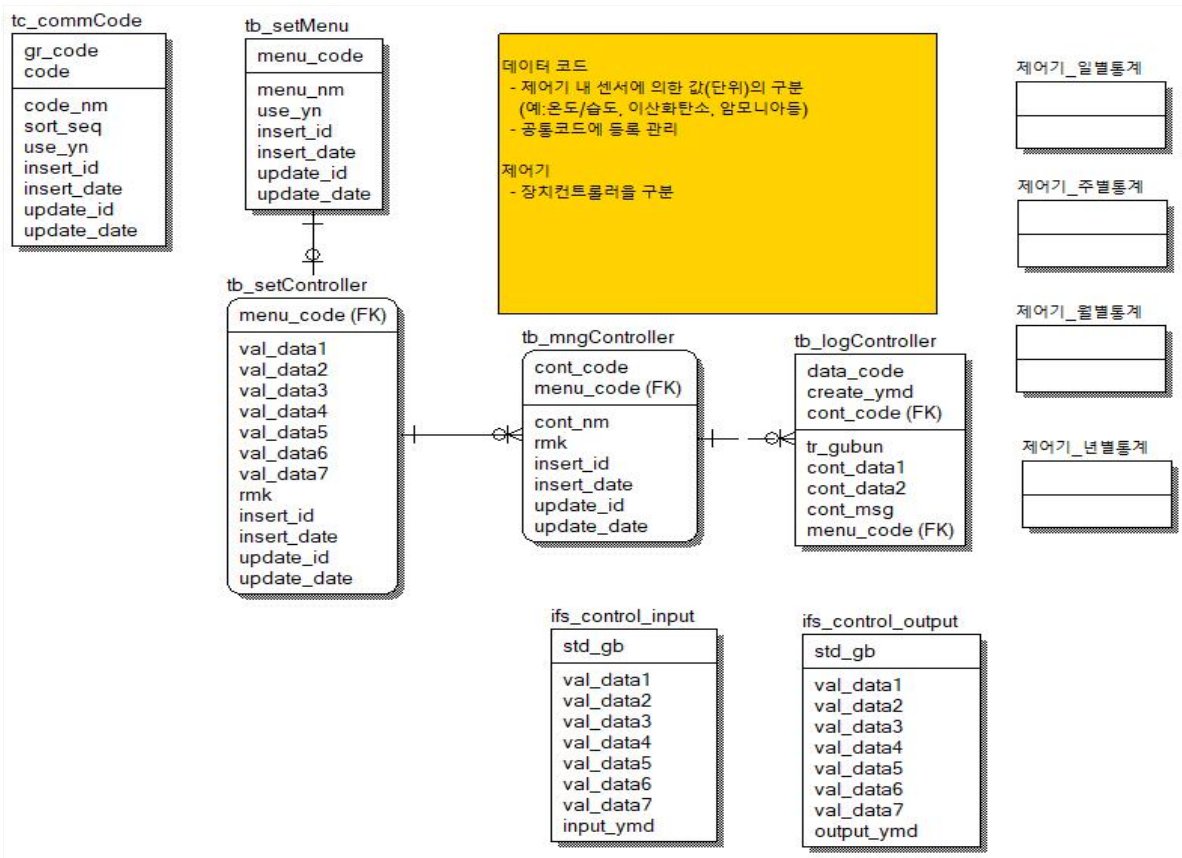 tc_commCode
gr_code
code
code_nm
sort_seq
use_yn
insert_id
insert_date
update_id
update_date
tb_setMenu
menu_code
menu_nm
use_yn
insert_id
insert_date
update_id
update_date
데이터 코드
- 제어기 내 센서에 의한 값(단위)의 구분
(예:온도/습도, 이산화탄소, 암모니아등)
- 공통코드에 등록 관리
제어기
- 장치컨트롤러을 구분
제어기_일별통계
제어기_주별통계
제어기_월별통계
제어기_년별통계
tb_setController
menu_code (FK)
val_data1
val_data2
val_data3
val_data4
val_data5
val_data6
val_data7
rmk
insert_id
insert_date
update_id
update_date
tb_mngController
cont_code
menu_code (FK)
cont_nm
rmk
insert_id
insert_date
update_id
update_date
tb_logController
data_code
create_ymd
cont_code (FK)
tr_gubun
cont_data1
cont_data2
cont_msg
menu_code (FK)
ifs_control_input
std_gb
val_data1
val_data2
val_data3
val_data4
val_data5
val_data6
val_data7
input_ymd
ifs_control_output
std_gb
val_data1
val_data2
val_data3
val_data4
val_data5
val_data6
val_data7
output_ymd